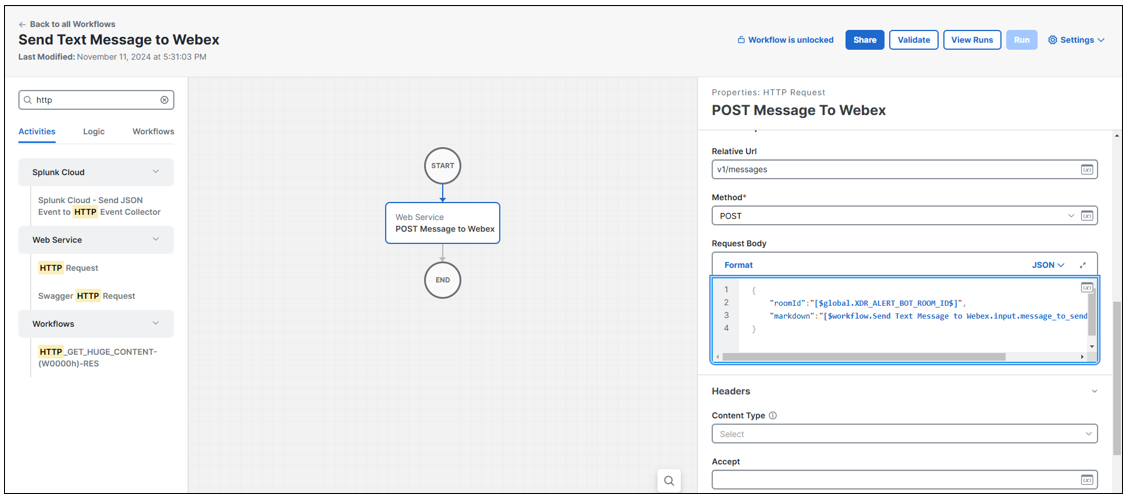 ← Back to all Workflows
Send Text Message to Webex
Last Modified: November 11, 2024 at 5:31:03 PM
Workflow is unlocked
Share
Validate
View Runs
Run
Settings
http
Activities
Logic
Workflows
Splunk Cloud
Splunk Cloud - Send JSON
Event to HTTP Event Collector
Web Service
HTTP Request
Swagger HTTP Request
Workflows
HTTP_GET_HUGE_CONTENT-
(W0000h)-RES
START
Web Service
POST Message to Webex
END
Properties: HTTP Request
POST Message To Webex
Relative Url
v1/messages
Method*
POST
Request Body
Format
JSON
1 {
2 "roomId":"[$global.XDR_ALERT_BOT_ROOM_ID$]",
3 "markdown":"[$workflow.Send Text Message to Webex.input.message_to_send
4 }
Headers
Content Type
Select
Accept